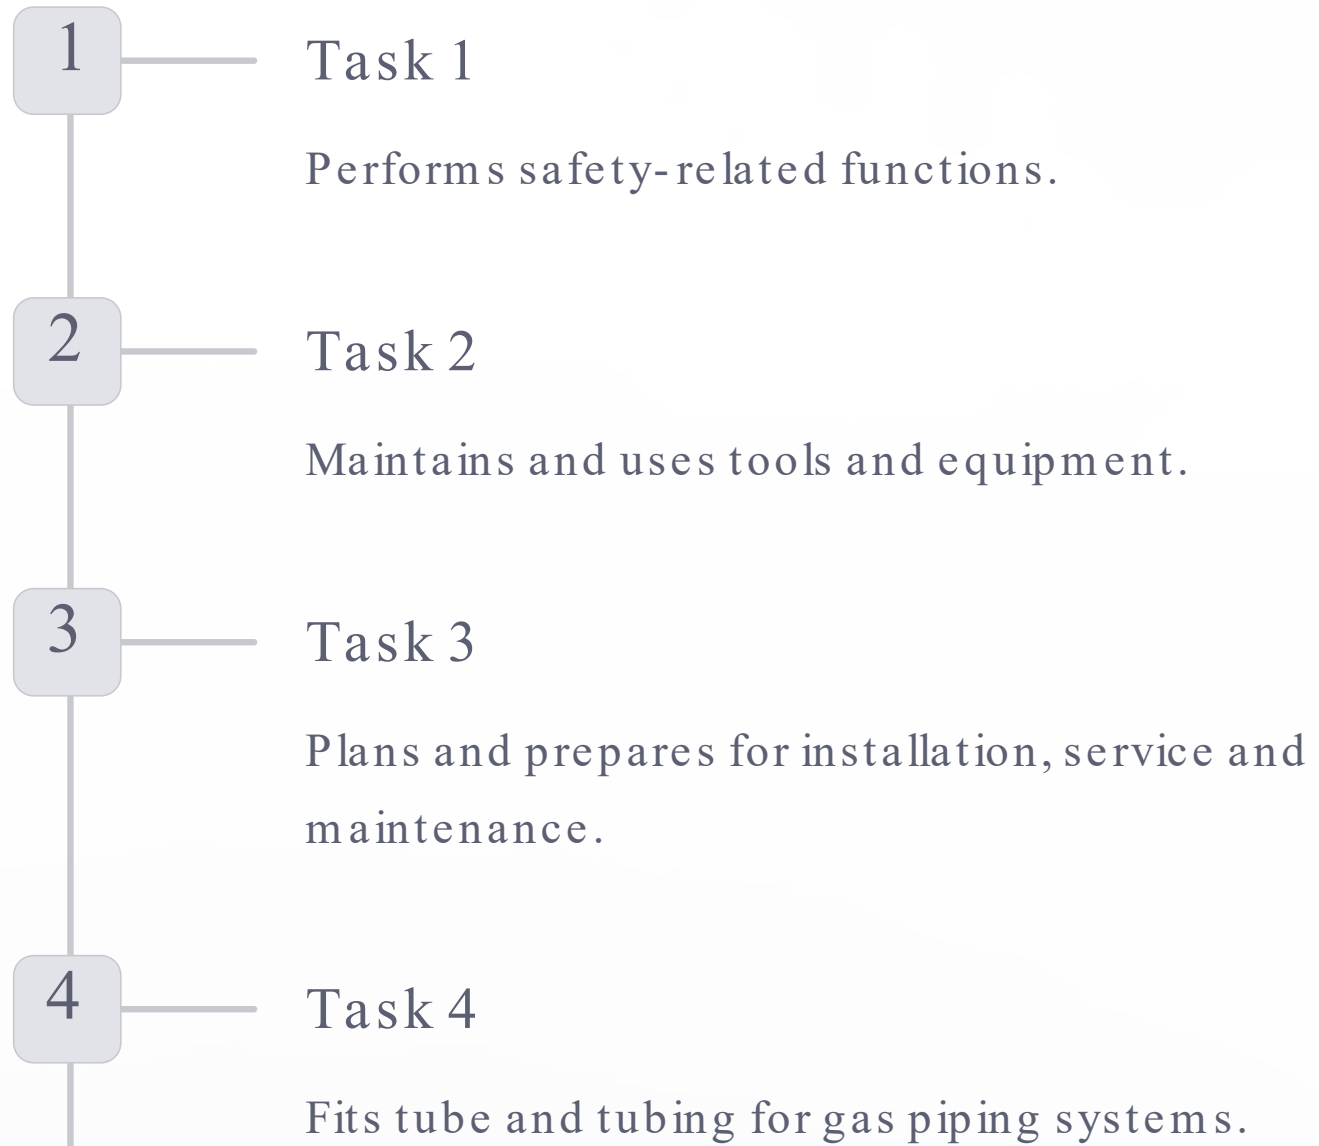 1
Task 1
Performs safety-related functions.
2
Task 2
Maintains and uses tools and equipment.
3
Task 3
Plans and prepares for installation, service and
maintenance.
4
Task 4
Fits tube and tubing for gas piping systems.